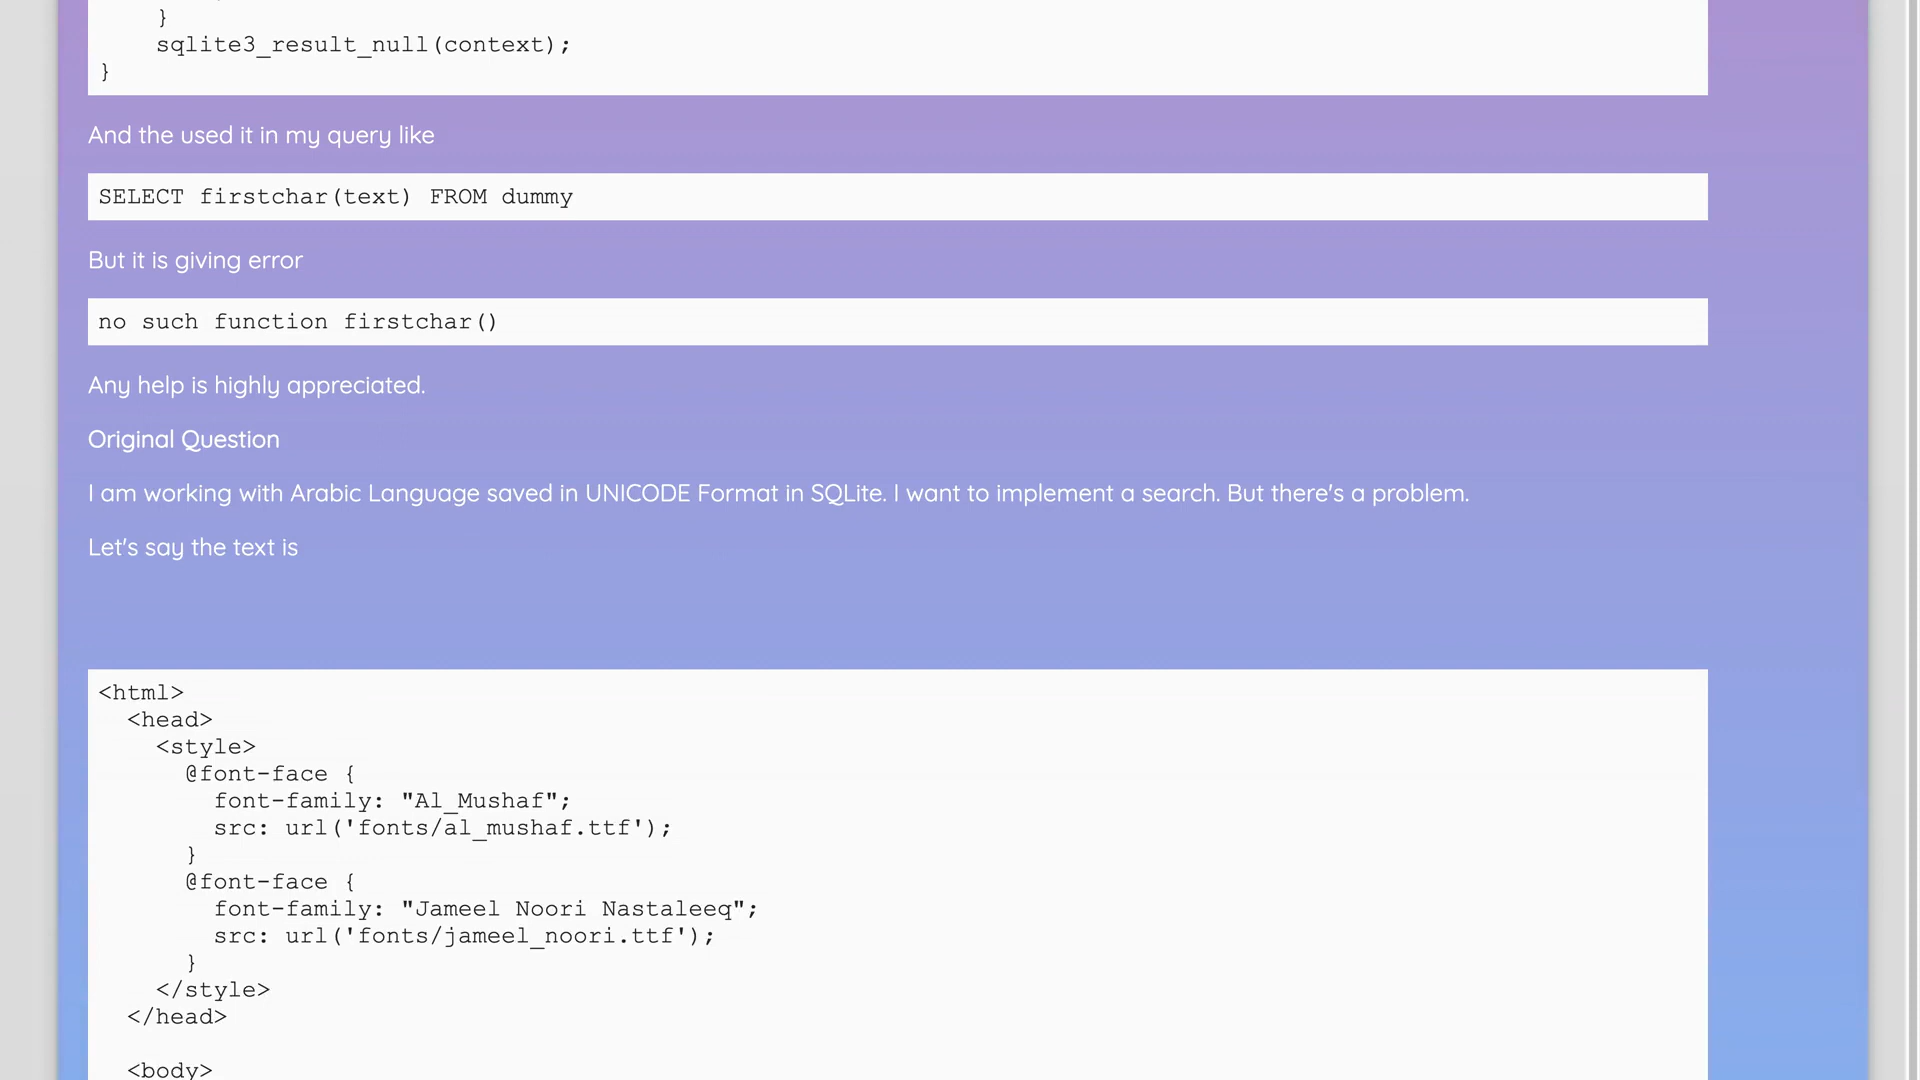 }
sqlite3_result_null(context);
}
And the used it in my query like
SELECT firstchar(text) FROM dummy
But it is giving error
no such function firstchar()
Any help is highly appreciated.
Original Question
I am working with Arabic Language saved in UNICODE Format in SQLite. I want to implement a search. But there's a problem.
Let's say the text is
<html>
<head>
<style>
@font-face {
font-family: "Al_Mushaf";
src: url('fonts/al_mushaf.ttf');
}
@font-face {
font-family: "Jameel Noori Nastaleeq";
src: url('fonts/jameel_noori.ttf');
}
</style>
</head>
<body>